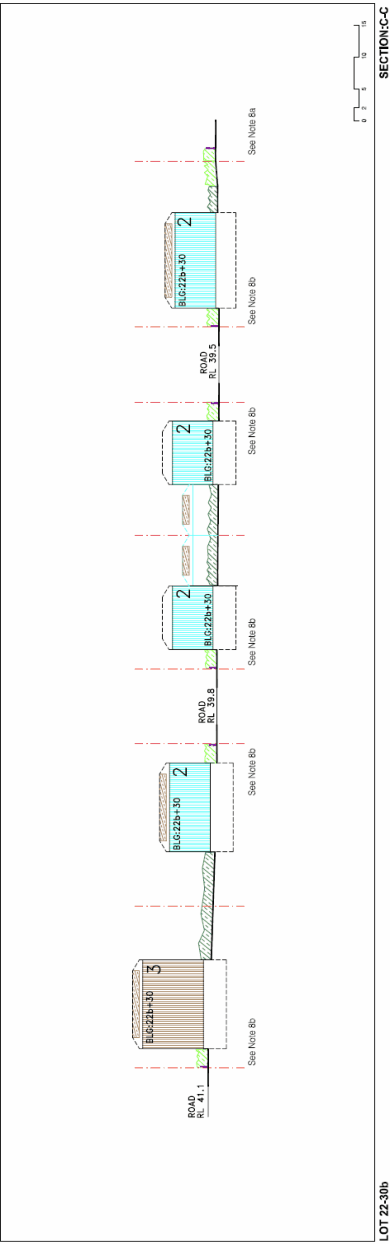 ROAD
RL 41.1
See Note 8b
BLG:22b+30
3
BLG:22b+30
2
See Note 8b
ROAD
RL 39.8
See Note 8b
BLG:22b+30
2
BLG:22b+30
2
See Note 8b
ROAD
RL 39.5
See Note 8b
BLG:22b+30
2
See Note 8a
0 2 5 10 15
LOT 22-30b
SECTION:C-C